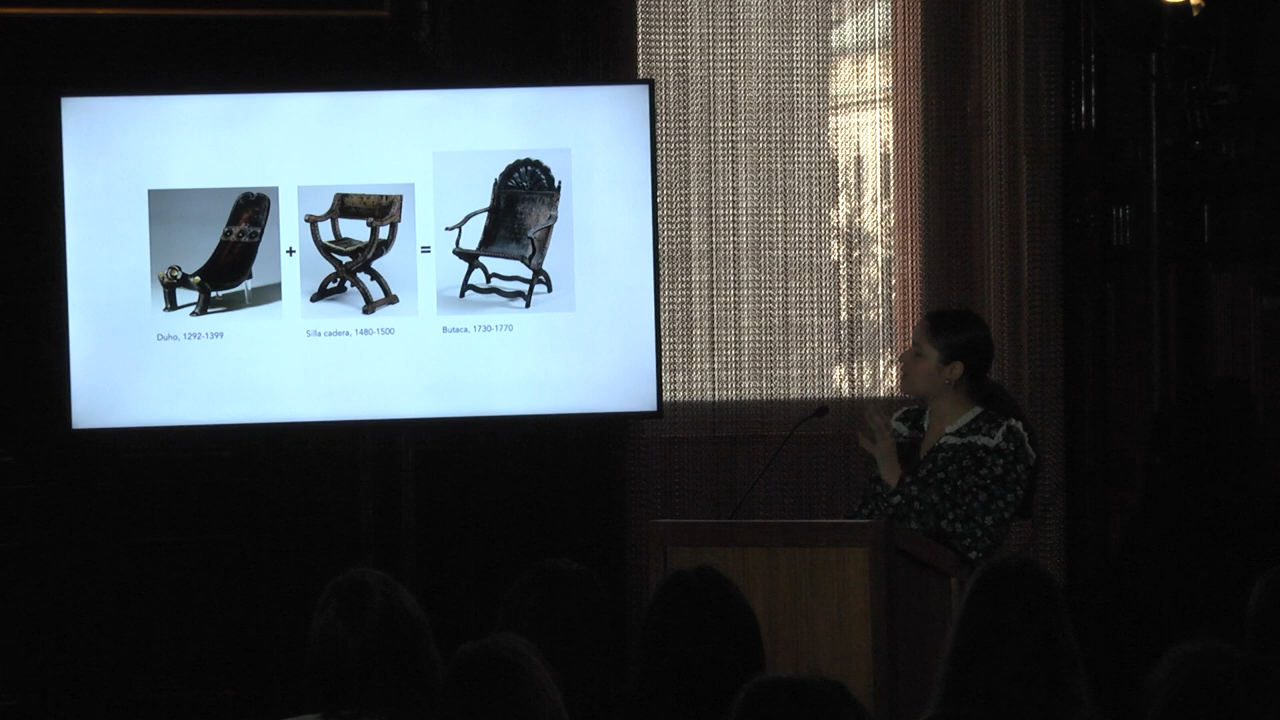 +
=
Duho, 1292-1399
Silla cadera, 1480-1500
Butaca, 1730-1770